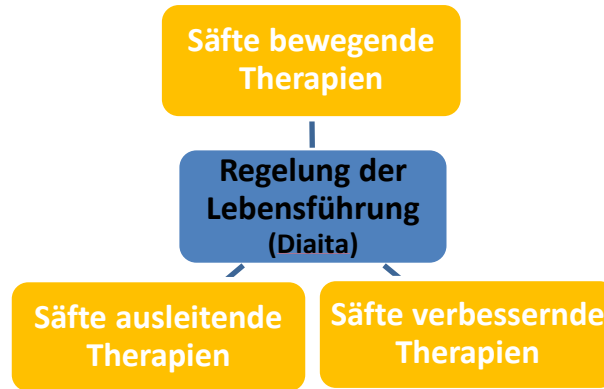 Säfte bewegende
Therapien
Regelung der
Lebensführung
(Diaita)
Säfte ausleitende
Therapien
Säfte verbessernde
Therapien